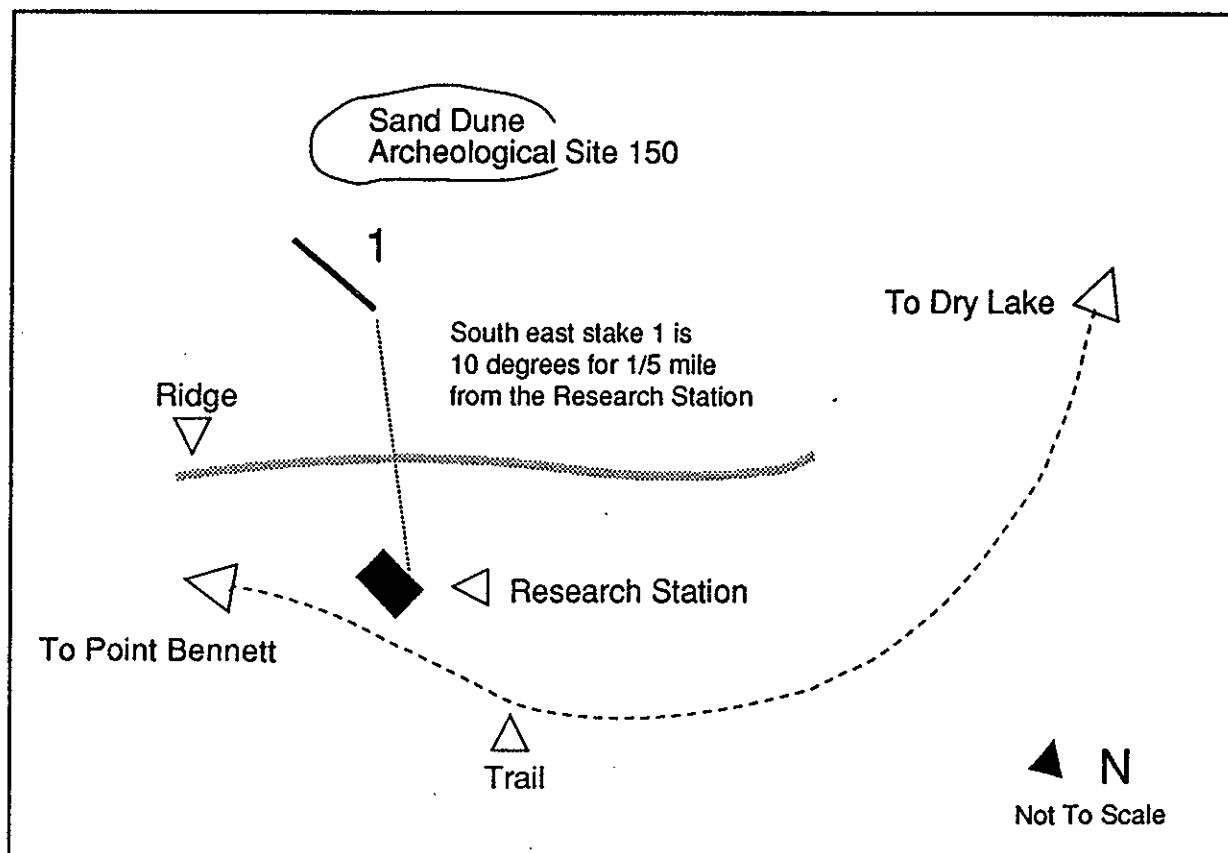 Sand Dune
Archeological Site 150
1
To Dry Lake
South east stake 1 is
10 degrees for 1/5 mile
from the Research Station
Ridge
Research Station
To Point Bennett
Trail
N
Not To Scale